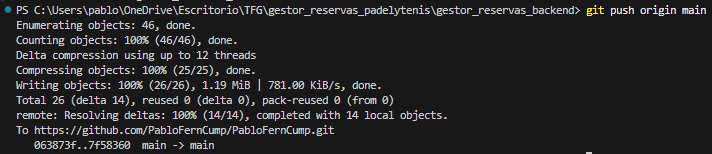 PS C:\Users\pablo\OneDrive\Escritorio\TFG\gestor_reservas_padelytenis\gestor_reservas_backend> git push origin main
Enumerating objects: 46, done.
Counting objects: 100% (46/46), done.
Delta compression using up to 12 threads
Compressing objects: 100% (25/25), done.
Writing objects: 100% (26/26), 1.19 MiB | 781.00 KiB/s, done.
Total 26 (delta 14), reused 0 (delta 0), pack-reused 0 (from 0)
remote: Resolving deltas: 100% (14/14), completed with 14 local objects.
To https://github.com/PabloFernCump/PabloFernCump.git
   063873f..7f58360  main -> main